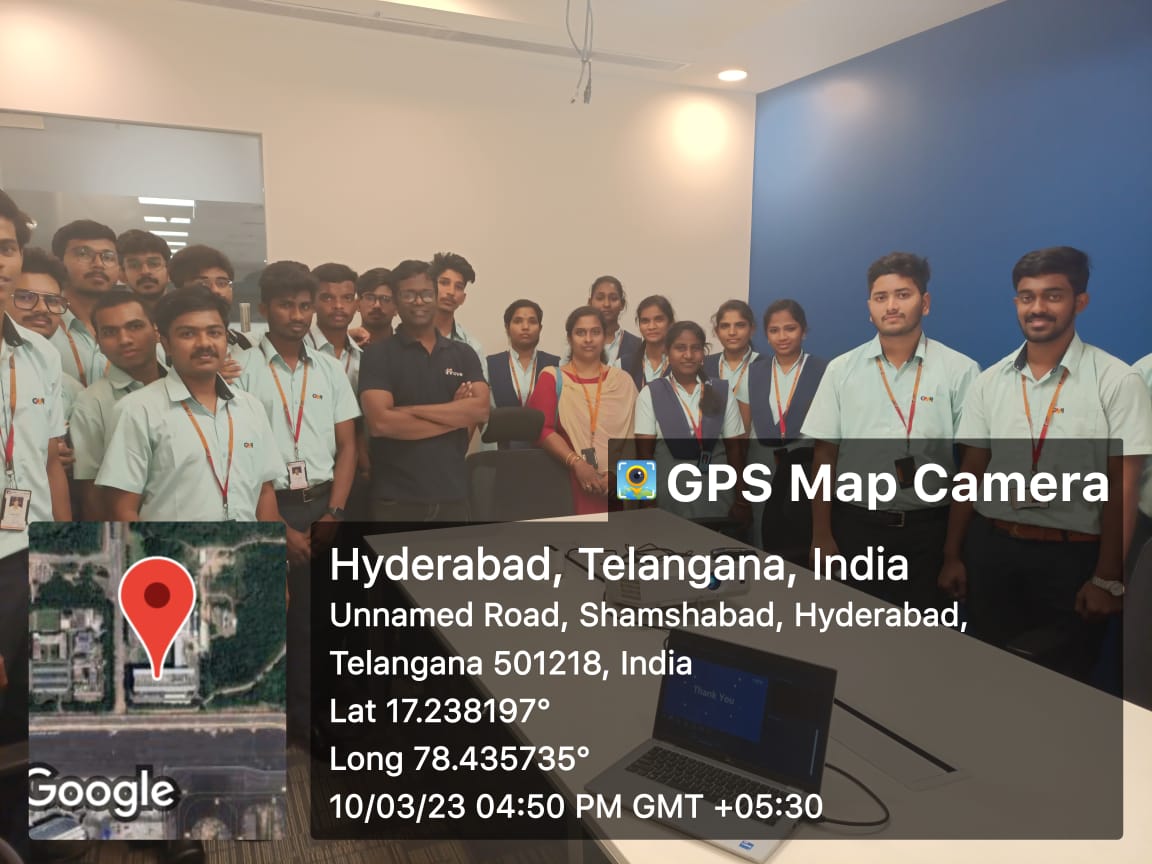 Thank You
GPS Map Camera
Hyderabad, Telangana, India
Unnamed Road, Shamshabad, Hyderabad,
Telangana 501218, India
Lat 17.238197°
Long 78.435735°
10/03/23 04:50 PM GMT +05:30
Google